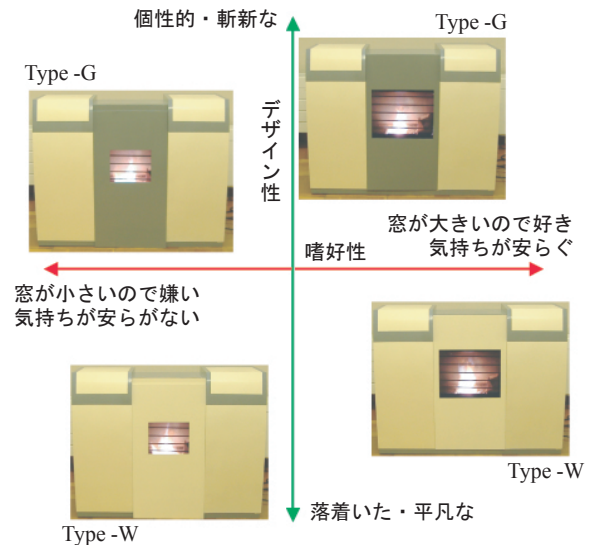 個性的・斬新な
Type -G
Type -G
デザイン性
窓が大きいので好き
気持ちが安らぐ
嗜好性
窓が小さいので嫌い
気持ちが安らがない
Type -W
落着いた・平凡な
Type -W